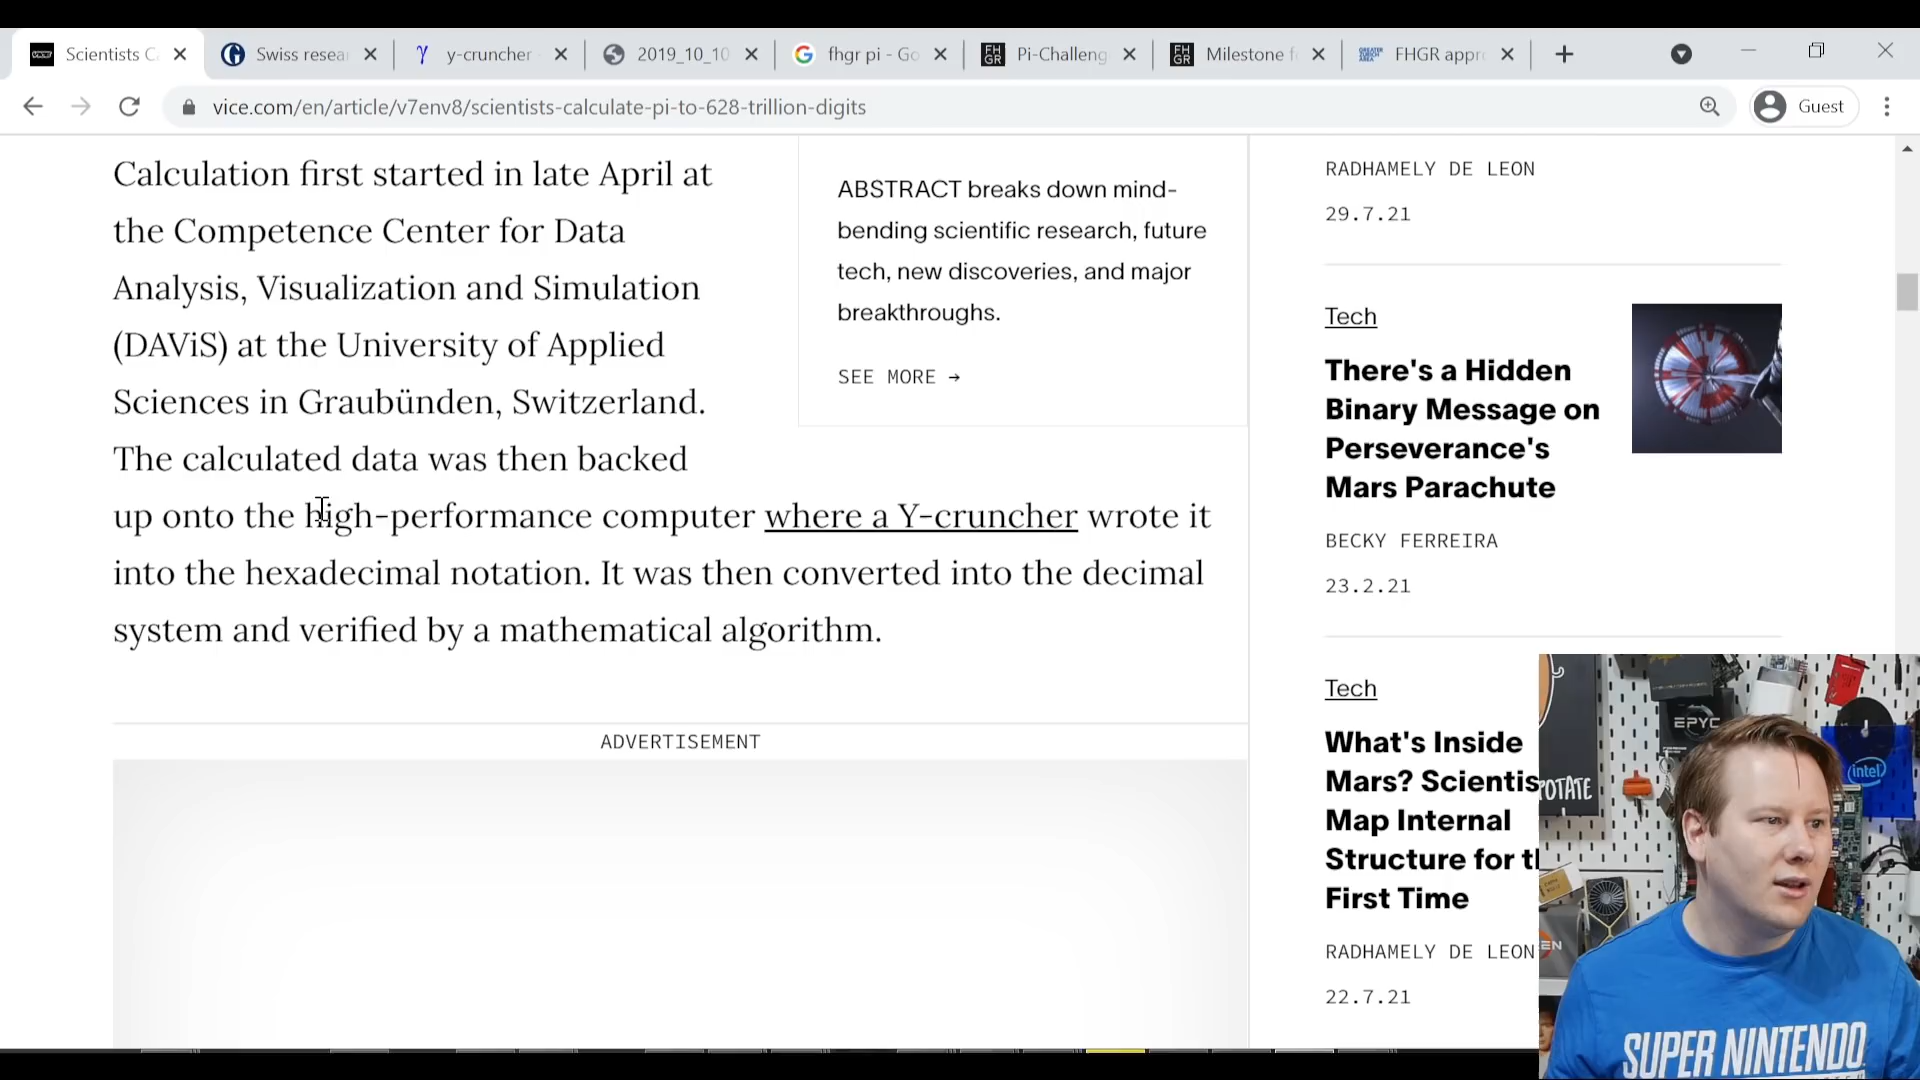 Scientists C
Swiss resea
y-cruncher
2019_10_10
fhgr pi - Go
Pi-Challeng
Milestone f
FHGR appr
vice.com/en/article/v7env8/scientists-calculate-pi-to-628-trillion-digits
Guest
Calculation first started in late April at
the Competence Center for Data
Analysis, Visualization and Simulation
(DAViS) at the University of Applied
Sciences in Graubünden, Switzerland.
The calculated data was then backed
up onto the high-performance computer where a Y-cruncher wrote it
into the hexadecimal notation. It was then converted into the decimal
system and verified by a mathematical algorithm.
ADVERTISEMENT
ABSTRACT breaks down mind-
bending scientific research, future
tech, new discoveries, and major
breakthroughs.
SEE MORE →
RADHAMELY DE LEON
29.7.21
Tech
There's a Hidden
Binary Message on
Perseverance's
Mars Parachute
BECKY FERREIRA
23.2.21
Tech
What's Inside
Mars? Scientis
Map Internal
Structure for t
First Time
RADHAMELY DE LEON
22.7.21
EPYC
intel
POTATE
EN
SUPER NINTENDO